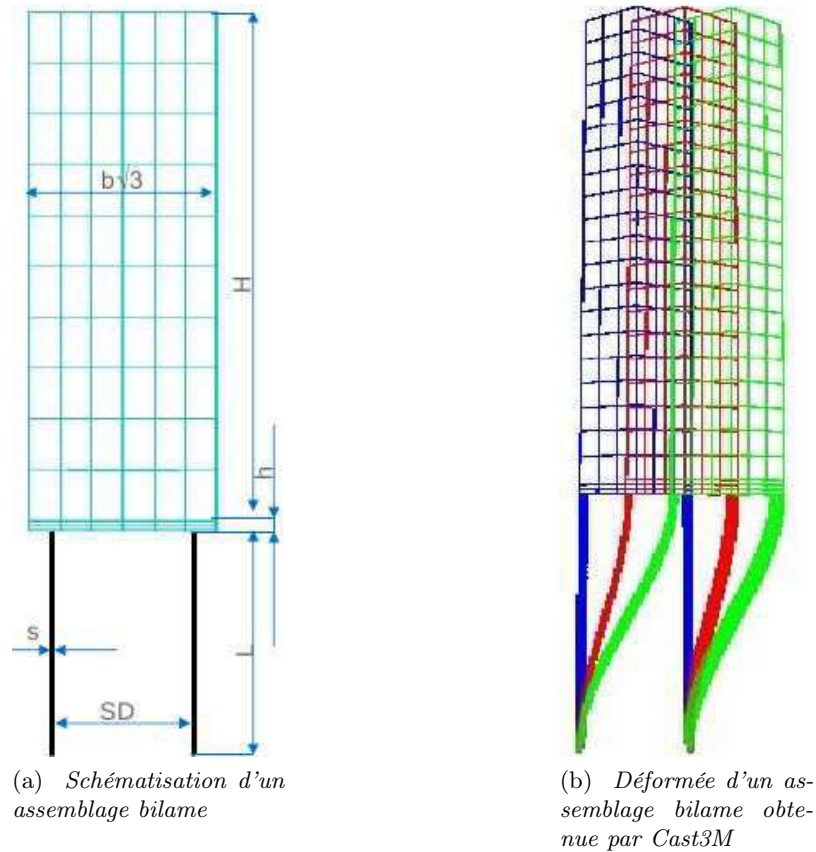 b√3
H
h
s
L
SD
(a) Schématisation d'un
assemblage bilame
(b) Déformée d'un as-
semblage bilame obte-
nue par Cast3M